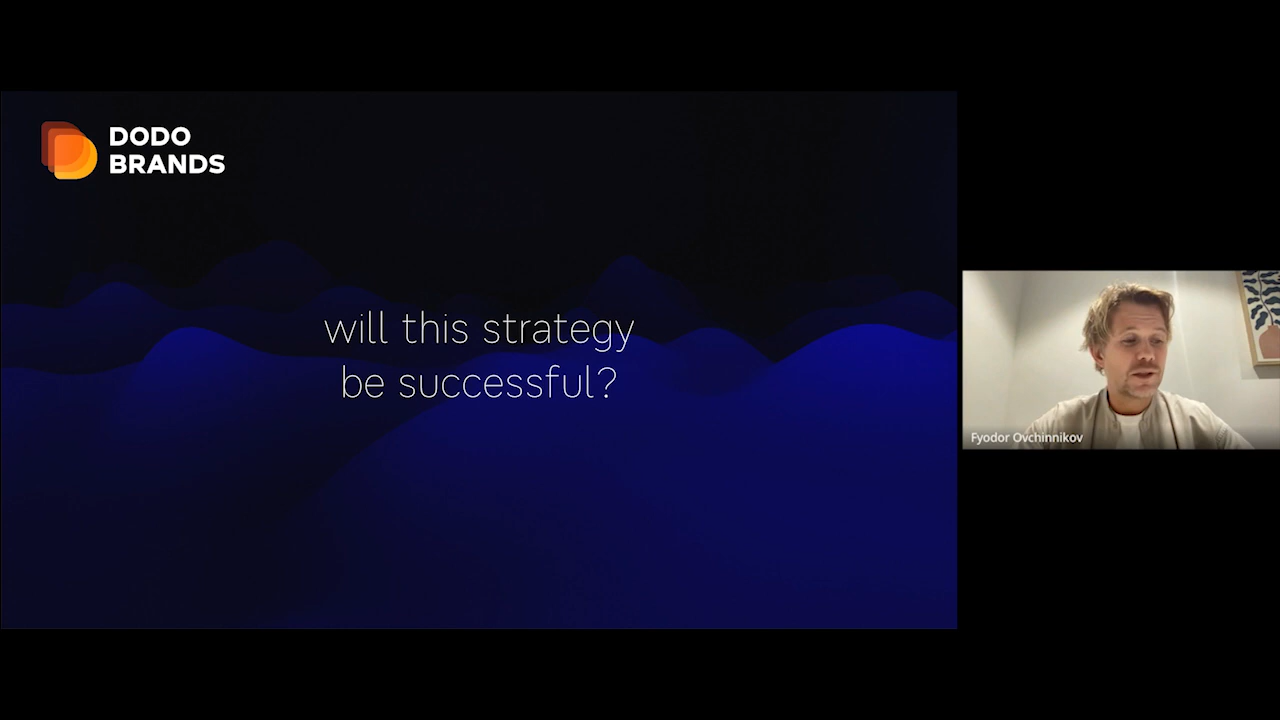 DODO
BRANDS
will this strategy
be successful?
Fyodor Ovchinnikov